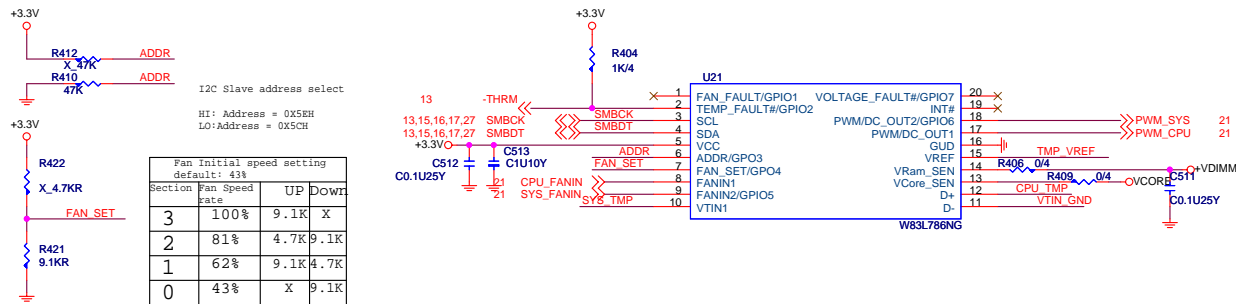 +3.3V
R412
X_47K
ADDR
R410
47K
ADDR
I2C Slave address select
HI: Address = 0X5EH
LO:Address = 0X5CH
+3.3V
R422
X_4.7KR
FAN_SET
R421
9.1KR
Fan Initial speed setting
default: 43%
Section Fan Speed rate UP Down
3 100% 9.1K X
2 81% 4.7K 9.1K
1 62% 9.1K 4.7K
0 43% X 9.1K
+3.3V
R404
1K/4
13 -THRM
13,15,16,17,27 SMBCK SMBCK
13,15,16,17,27 SMBDT SMBDT
+3.3V
C512
C0.1U25Y
C513
C1U10Y
ADDR
FAN_SET
21 CPU_FANIN
21 SYS_FANIN
SYS_TMP
U21
1 FAN_FAULT/GPIO1 VOLTAGE_FAULT#/GPIO7 20
2 TEMP_FAULT#/GPIO2 INT# 19
3 SCL PWM/DC_OUT2/GPIO6 18
4 SDA PWM/DC_OUT1 17
5 VCC GUD 16
6 ADDR/GPO3 VREF 15
7 FAN_SET/GPO4 VRam_SEN 14
8 FANIN1 VCore_SEN 13
9 FANIN2/GPIO5 D+ 12
10 VTIN1 D- 11
W83L786NG
PWM_SYS 21
PWM_CPU 21
TMP_VREF
R406 0/4
+VDIMM
R409 0/4
VCORE
C511
C0.1U25Y
CPU_TMP
VTIN_GND